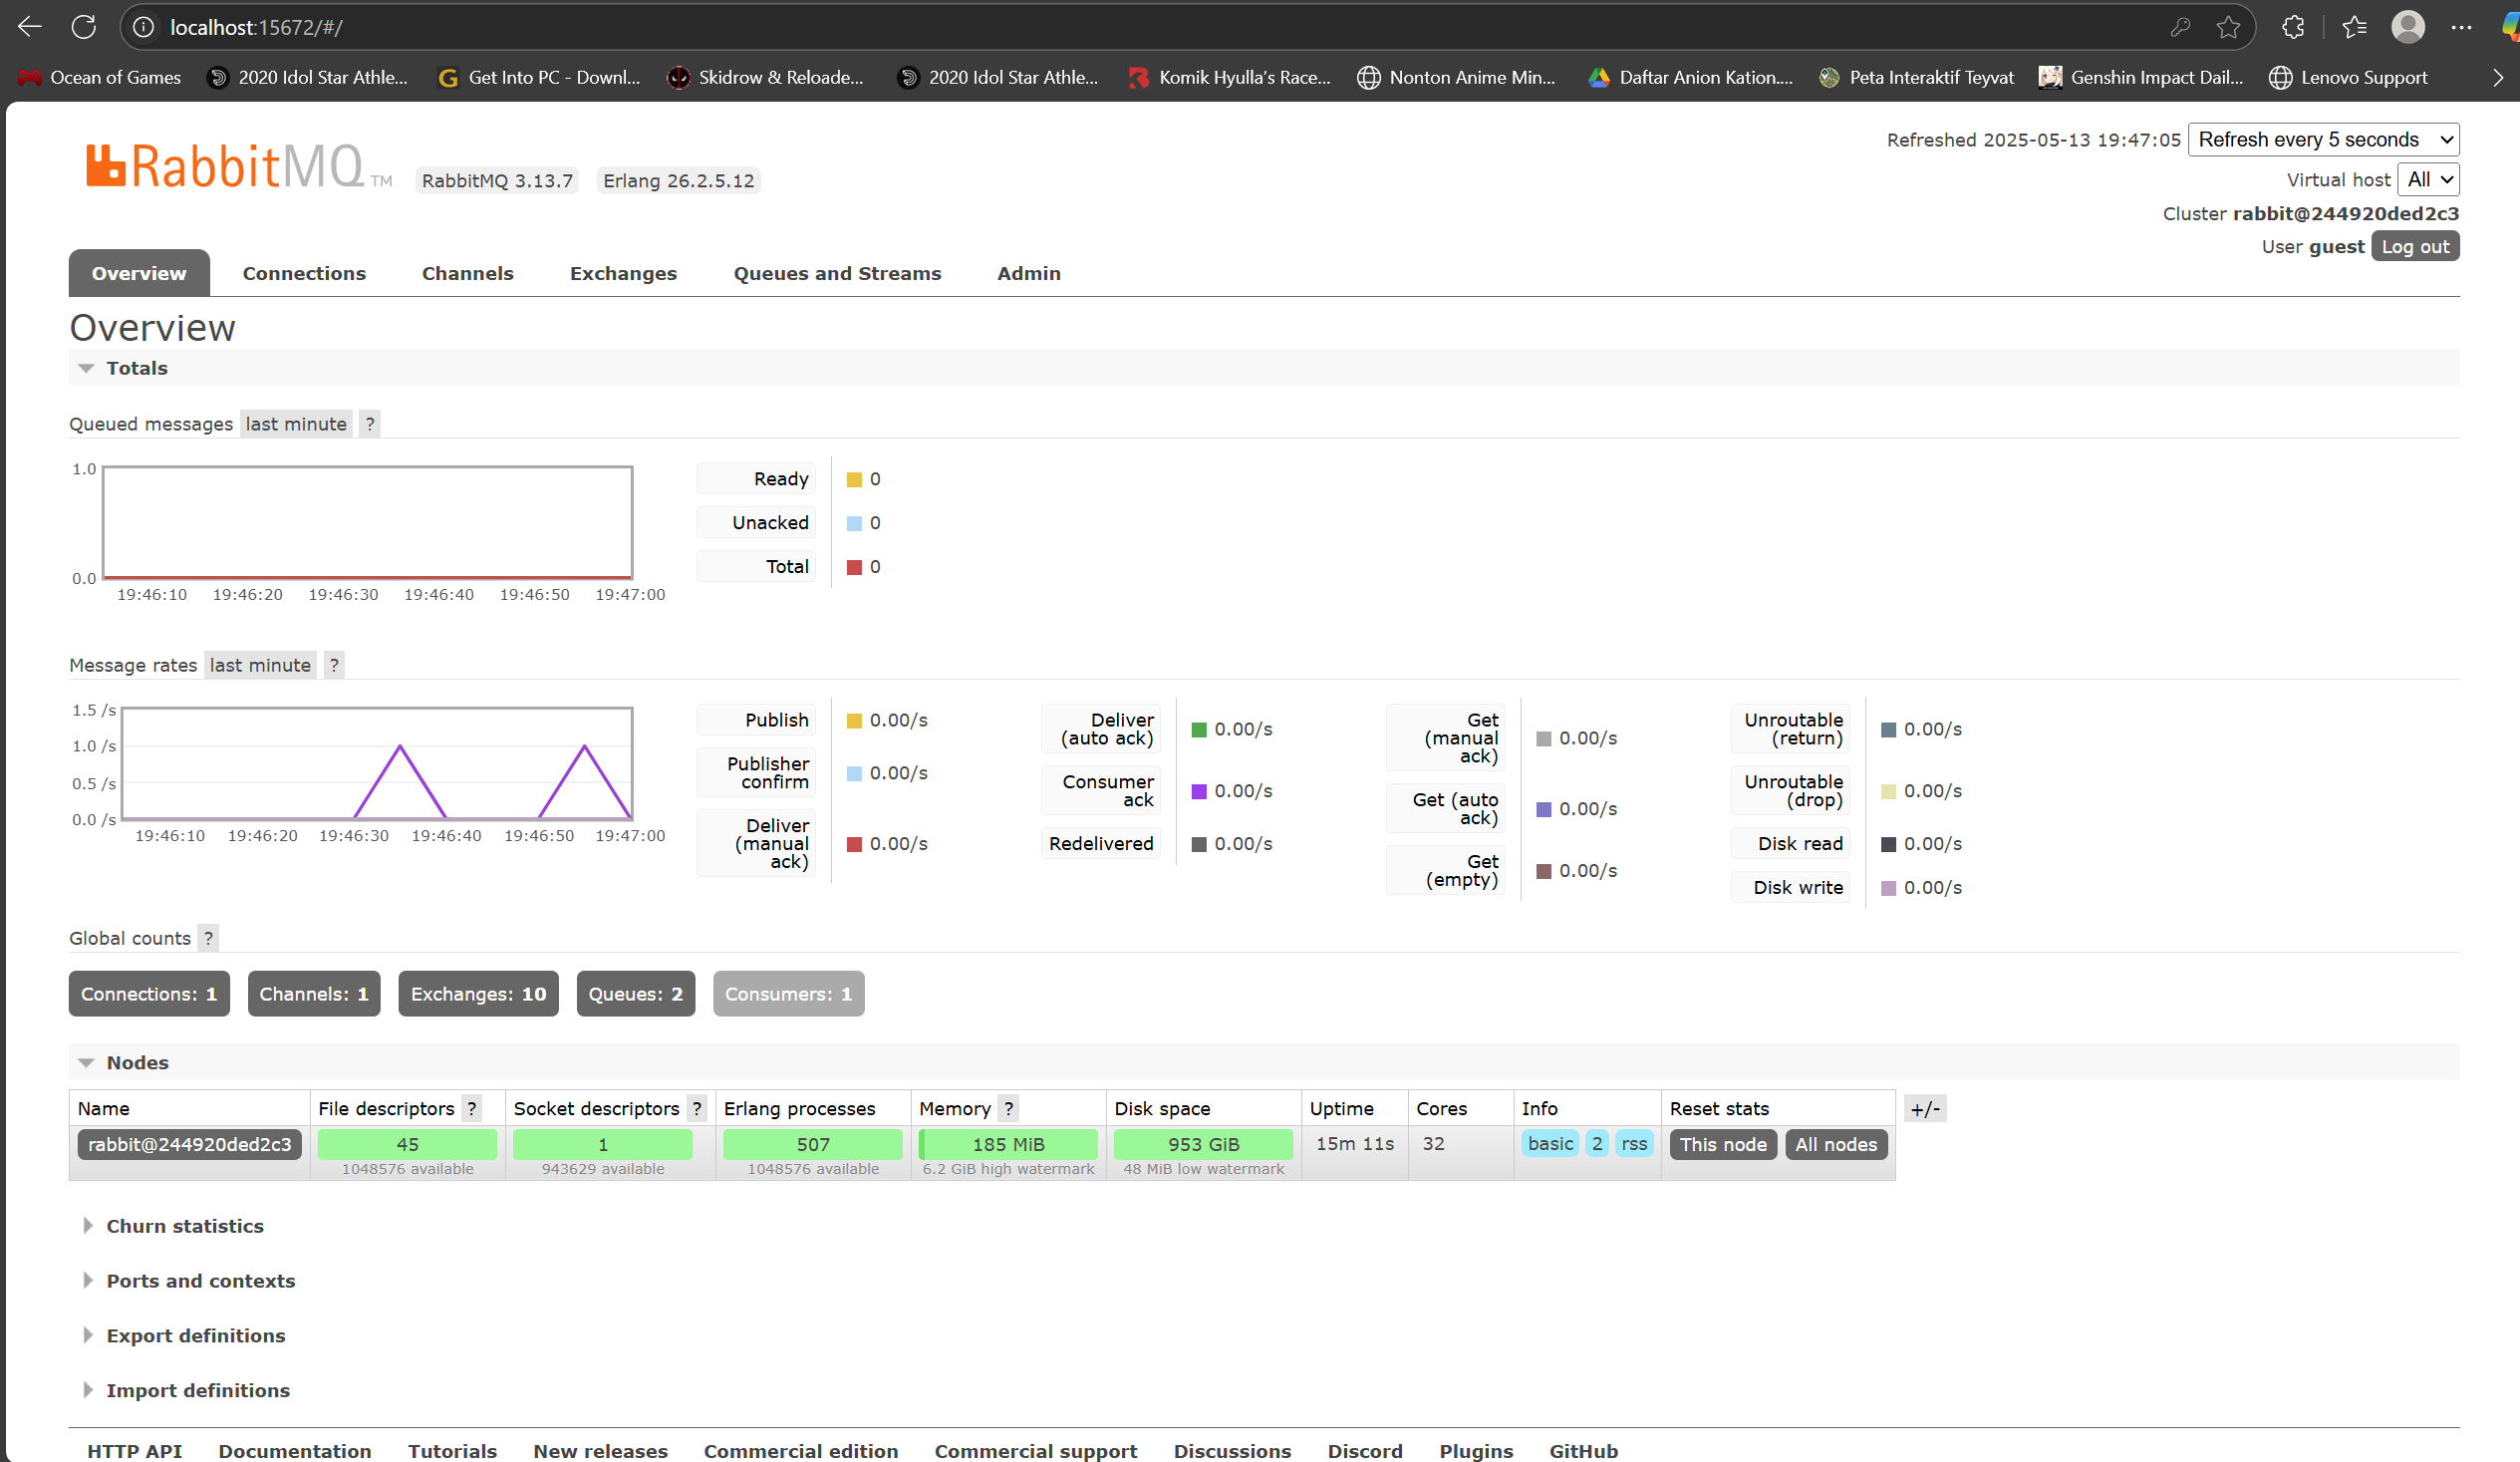 localhost:15672/#/
Ocean of Games 2020 Idol Star Athle... Get Into PC - Downl... Skidrow & Reloade... 2020 Idol Star Athle... Komik Hyulla's Race... Nonton Anime Min... Daftar Anion Kation.... Peta Interaktif Teyvat Genshin Impact Dail... Lenovo Support
RabbitMQ TM RabbitMQ 3.13.7 Erlang 26.2.5.12
Refreshed 2025-05-13 19:47:05 Refresh every 5 seconds
Virtual host All
Cluster rabbit@244920ded2c3
User guest Log out
Overview Connections Channels Exchanges Queues and Streams Admin
Overview
Totals
Queued messages last minute ?
1.0
0.0
19:46:10 19:46:20 19:46:30 19:46:40 19:46:50 19:47:00
Ready 0
Unacked 0
Total 0
Message rates last minute ?
1.5 /s
1.0 /s
0.5 /s
0.0 /s
19:46:10 19:46:20 19:46:30 19:46:40 19:46:50 19:47:00
Publish 0.00/s
Publisher
confirm 0.00/s
Deliver
(manual
ack) 0.00/s
Deliver
(auto ack) 0.00/s
Consumer
ack 0.00/s
Redelivered 0.00/s
Get
(manual
ack) 0.00/s
Get (auto
ack) 0.00/s
Get
(empty) 0.00/s
Unroutable
(return) 0.00/s
Unroutable
(drop) 0.00/s
Disk read 0.00/s
Disk write 0.00/s
Global counts ?
Connections: 1 Channels: 1 Exchanges: 10 Queues: 2 Consumers: 1
Nodes
Name File descriptors ? Socket descriptors ? Erlang processes Memory ? Disk space Uptime Cores Info Reset stats +/-
rabbit@244920ded2c3 45 1 507 185 MiB 953 GiB 15m 11s 32 basic 2 rss This node All nodes
1048576 available 943629 available 1048576 available 6.2 GiB high watermark 48 MiB low watermark
Churn statistics
Ports and contexts
Export definitions
Import definitions
HTTP API Documentation Tutorials New releases Commercial edition Commercial support Discussions Discord Plugins GitHub